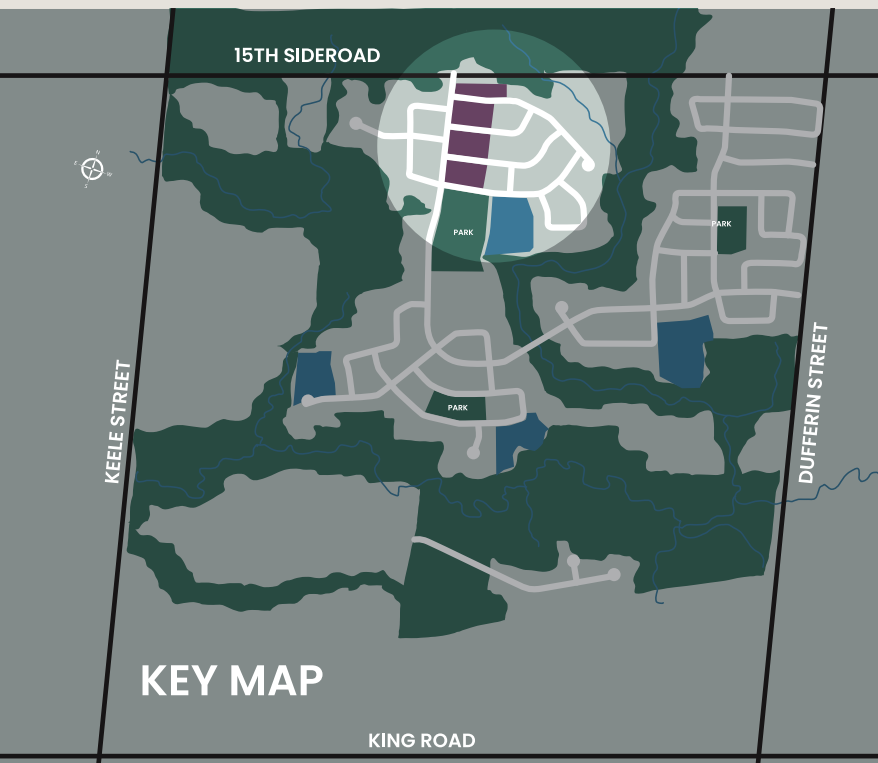 15TH SIDEROAD
N
E
W
S
PARK
PARK
KEELE STREET
DUFFERIN STREET
PARK
KEY MAP
KING ROAD